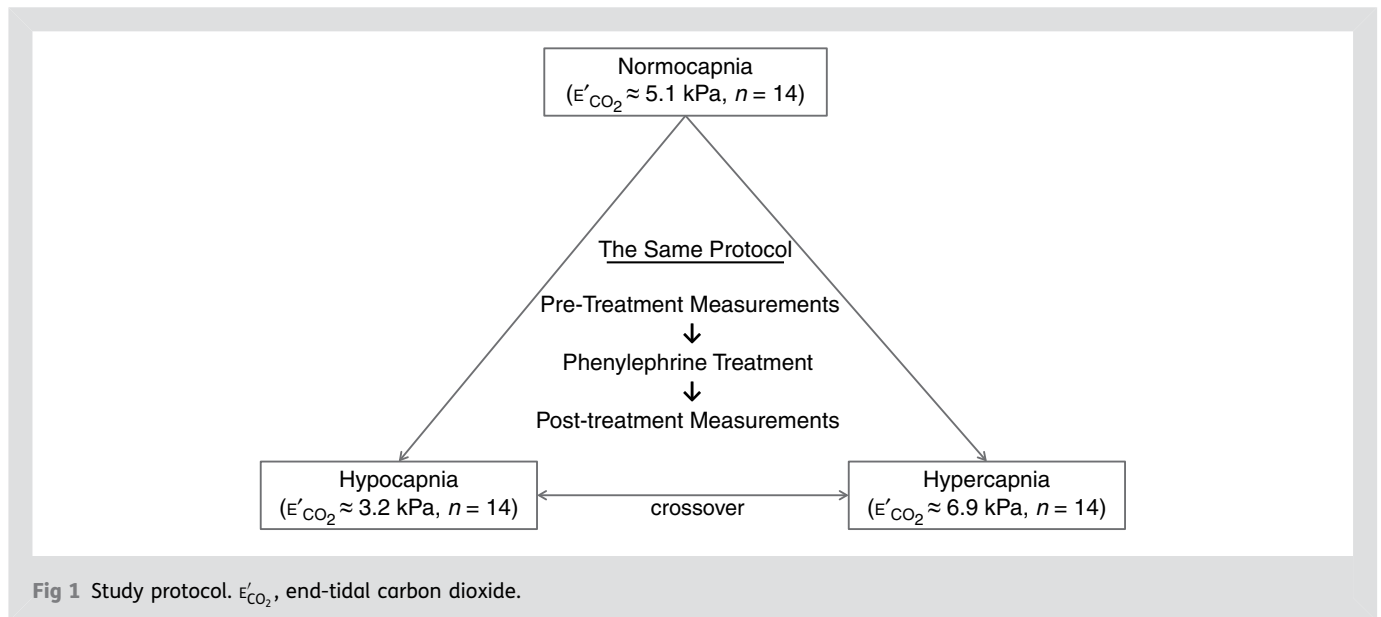 Normocapnia
(E′CO2 ≈ 5.1 kPa, n = 14)
The Same Protocol
Pre-Treatment Measurements
Phenylephrine Treatment
Post-treatment Measurements
Hypocapnia
(E′CO2 ≈ 3.2 kPa, n = 14)
crossover
Hypercapnia
(E′CO2 ≈ 6.9 kPa, n = 14)
Fig 1 Study protocol. E′CO2, end-tidal carbon dioxide.